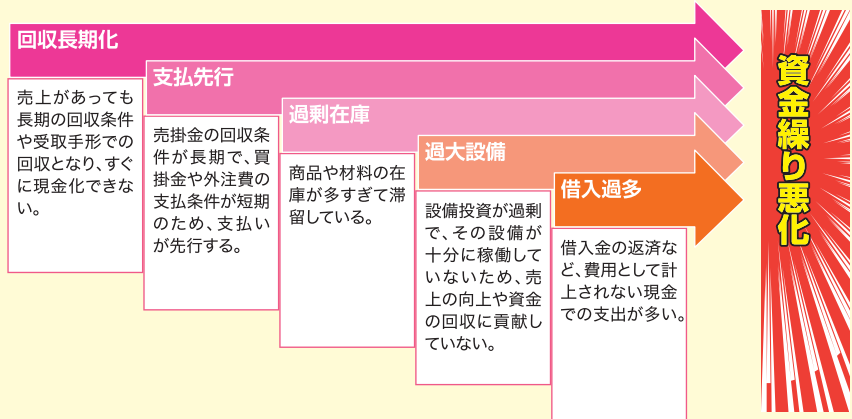 回収長期化
売上があっても
長期の回収条件
や受取手形での
回収となり、すぐ
に現金化できな
い。
支払先行
売掛金の回収条
件が長期で、買
掛金や外注費の
支払条件が短期
のため、支払い
が先行する。
過剰在庫
商品や材料の在
庫が多すぎて滞
留している。
過大設備
設備投資が過剰
で、その設備が
十分に稼働して
いないため、売
上の向上や資金
の回収に貢献し
ていない。
借入過多
借入金の返済な
ど、費用として計
上されない現金
での支出が多い。
資金繰り悪化